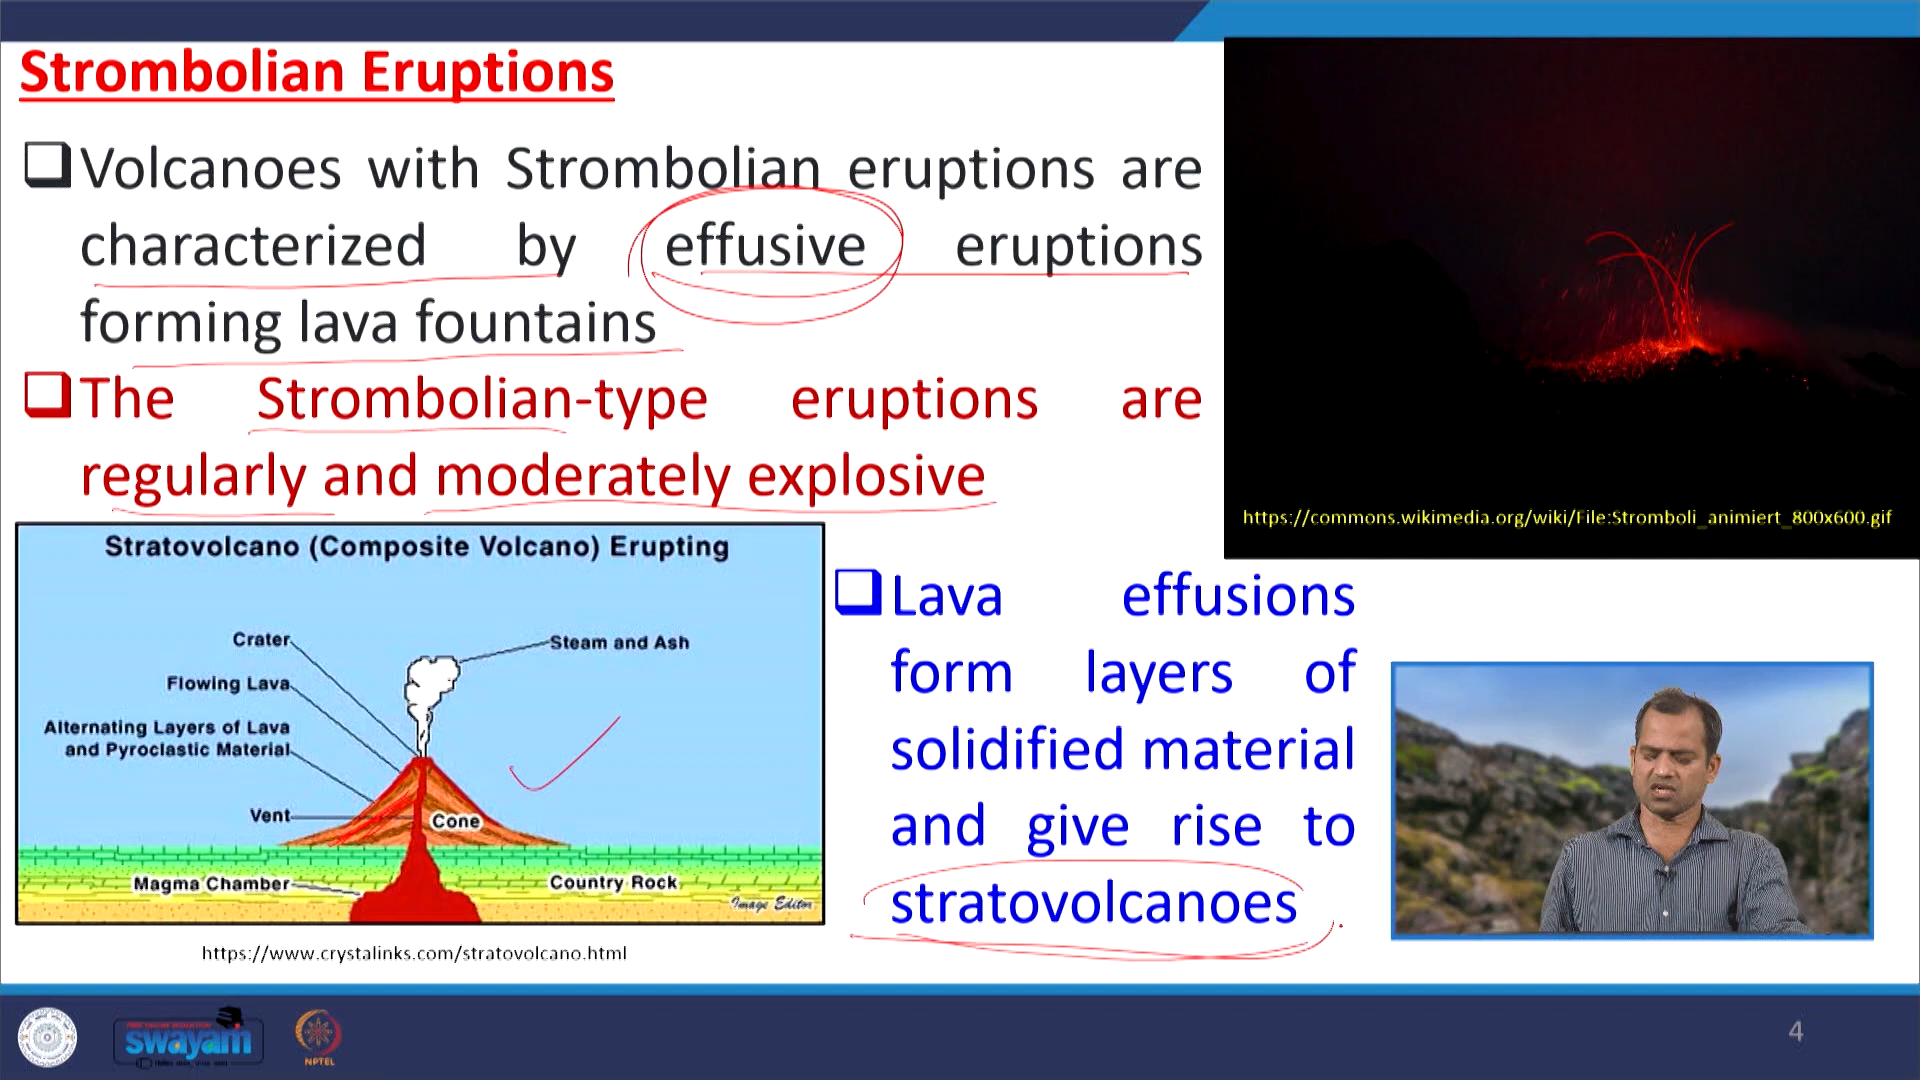 Strombolian Eruptions
Volcanoes with Strombolian eruptions are
characterized by effusive eruptions
forming lava fountains
The Strombolian-type eruptions are
regularly and moderately explosive
https://commons.wikimedia.org/wiki/File:Stromboli_animiert_800x600.gif
Stratovolcano (Composite Volcano) Erupting
Crater
Steam and Ash
Flowing Lava
Alternating Layers of Lava
and Pyroclastic Material
Vent
Cone
Magma Chamber
Country Rock
Image Editor
https://www.crystalinks.com/stratovolcano.html
Lava effusions
form layers of
solidified material
and give rise to
stratovolcanoes
swayam
NPTEL
4